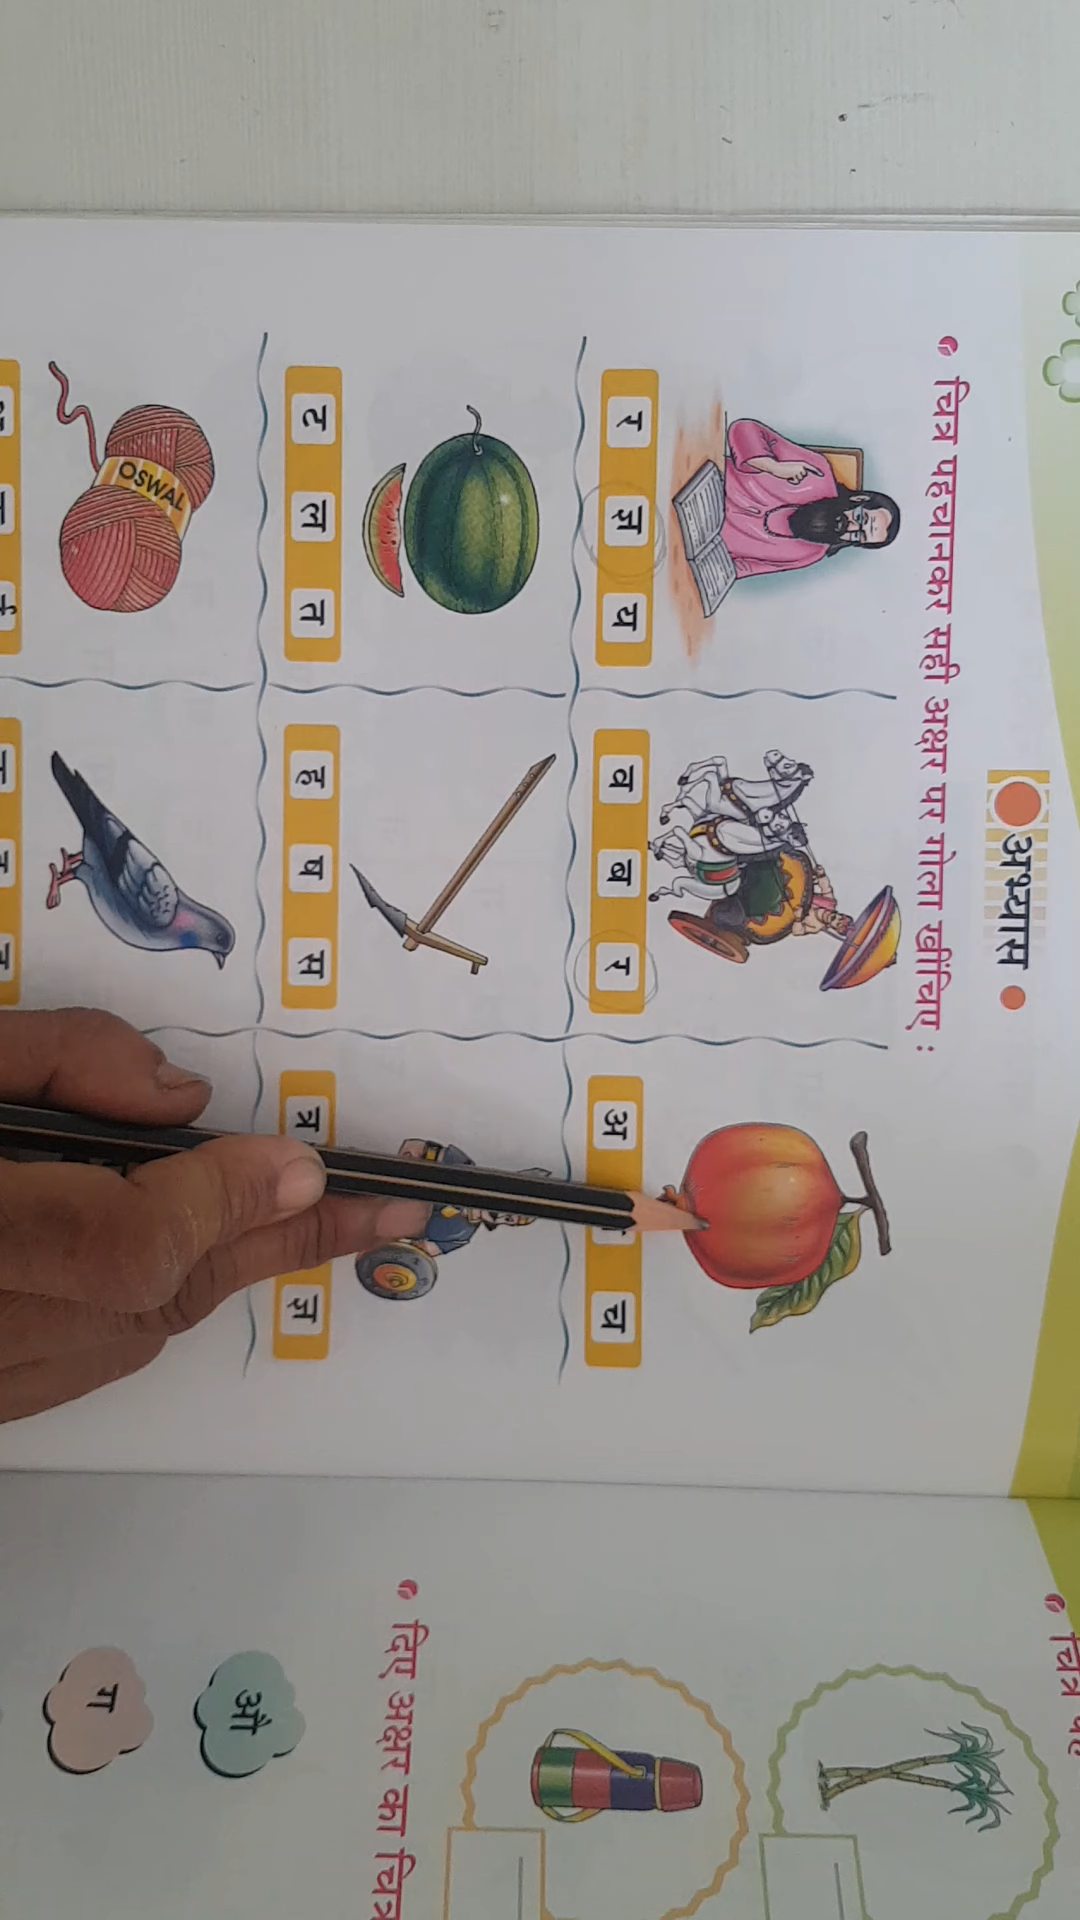 अभ्यास
चित्र पहचानकर सही अक्षर पर गोला खींचिए :
र ज्ञ य
व ब र
अ च
ट ल त
ह ष स
त्र ज्ञ
OSWAL
चित्र
दिए अक्षर का चित्र
औ
ग